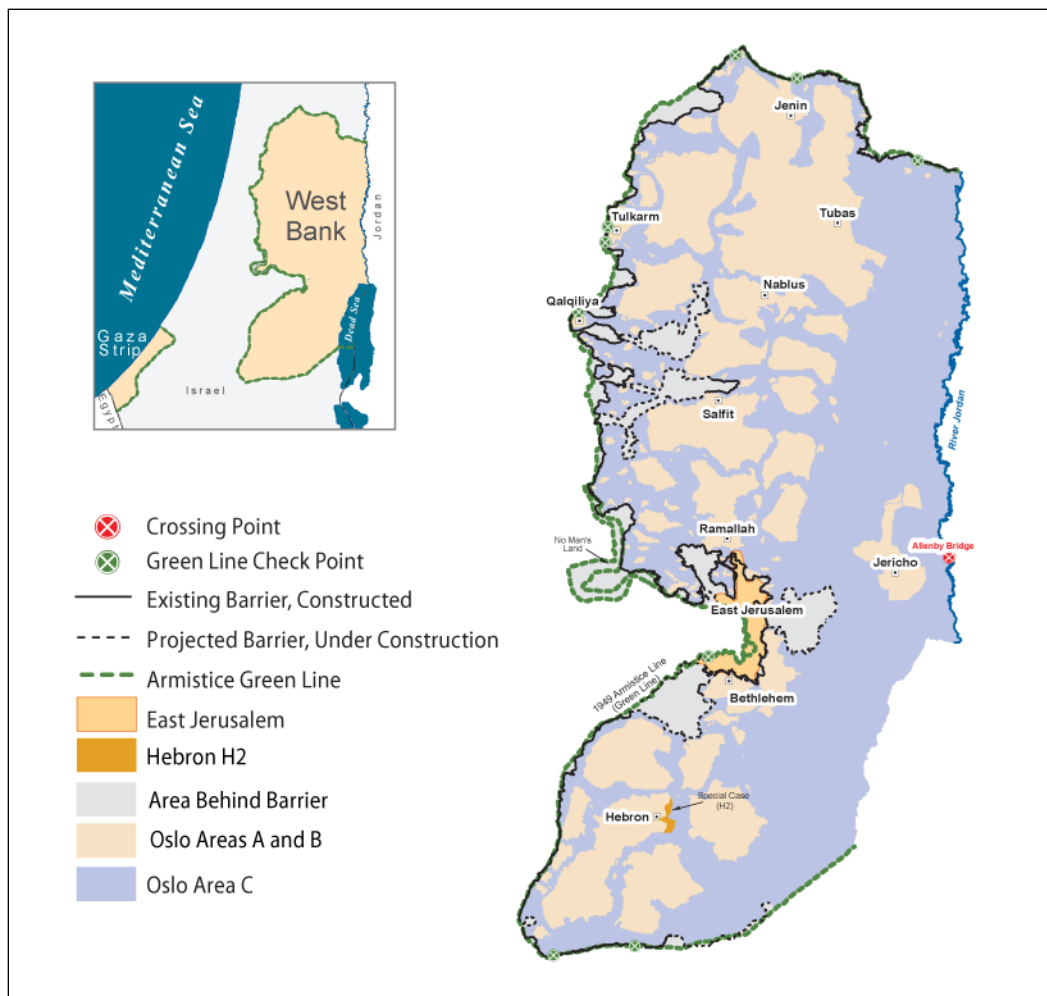 Mediterranean Sea
West
Bank
Jordan
Dead Sea
Gaza
Strip
Israel
Egypt
Crossing Point
Green Line Check Point
Existing Barrier, Constructed
Projected Barrier, Under Construction
Armistice Green Line
East Jerusalem
Hebron H2
Area Behind Barrier
Oslo Areas A and B
Oslo Area C
Jenin
Tubas
Tulkarm
Nablus
Qalqiliya
Salfit
River Jordan
Ramallah
No Man's
Land
Allenby Bridge
Jericho
East Jerusalem
1949 Armistice Line
(Green Line)
Bethlehem
Special Case
(H2)
Hebron